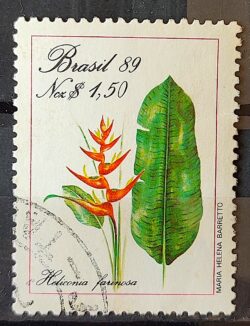 Brasil 89
Ncz$ 1,50
Heliconia farinosa
MARIA HELENA BARRETTO